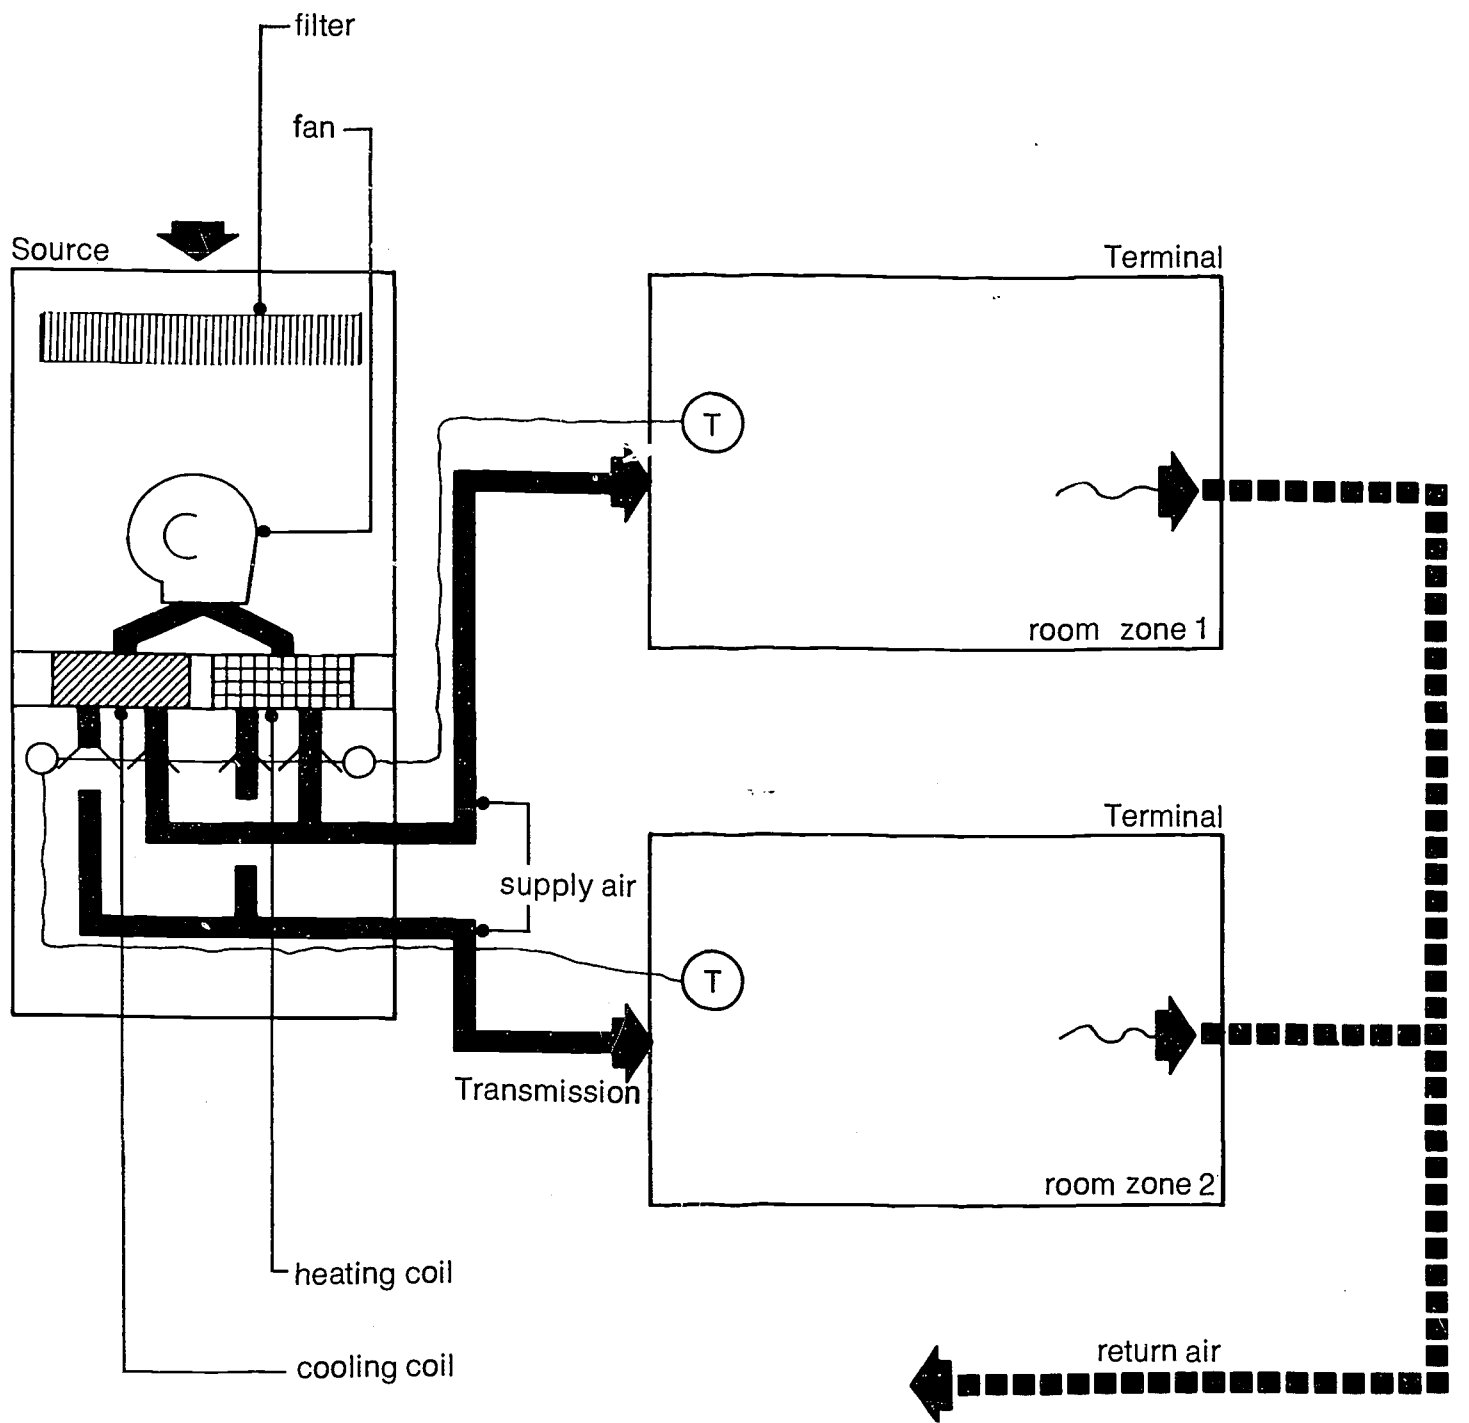 filter
fan
Source
Terminal
T
room zone 1
Terminal
supply air
T
Transmission
room zone 2
heating coil
return air
cooling coil